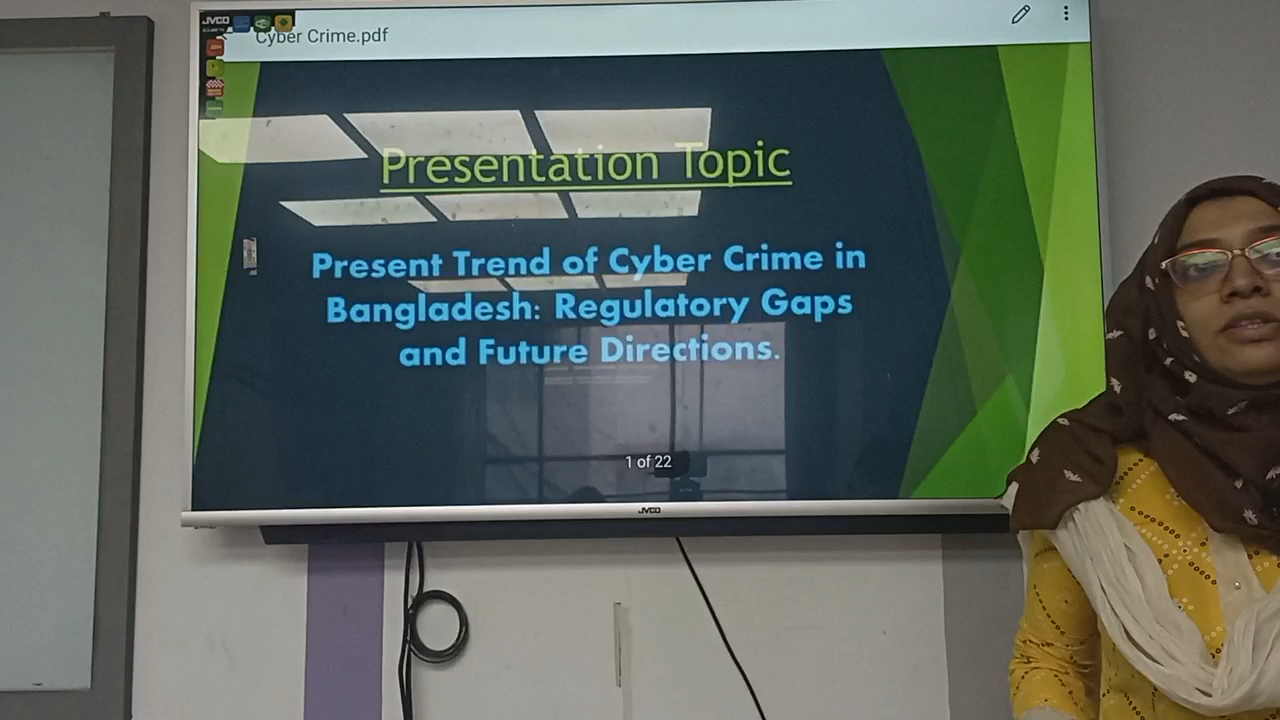 JVCO
Cyber Crime.pdf
Presentation Topic
Present Trend of Cyber Crime in
Bangladesh: Regulatory Gaps
and Future Directions.
1 of 22
JVCO